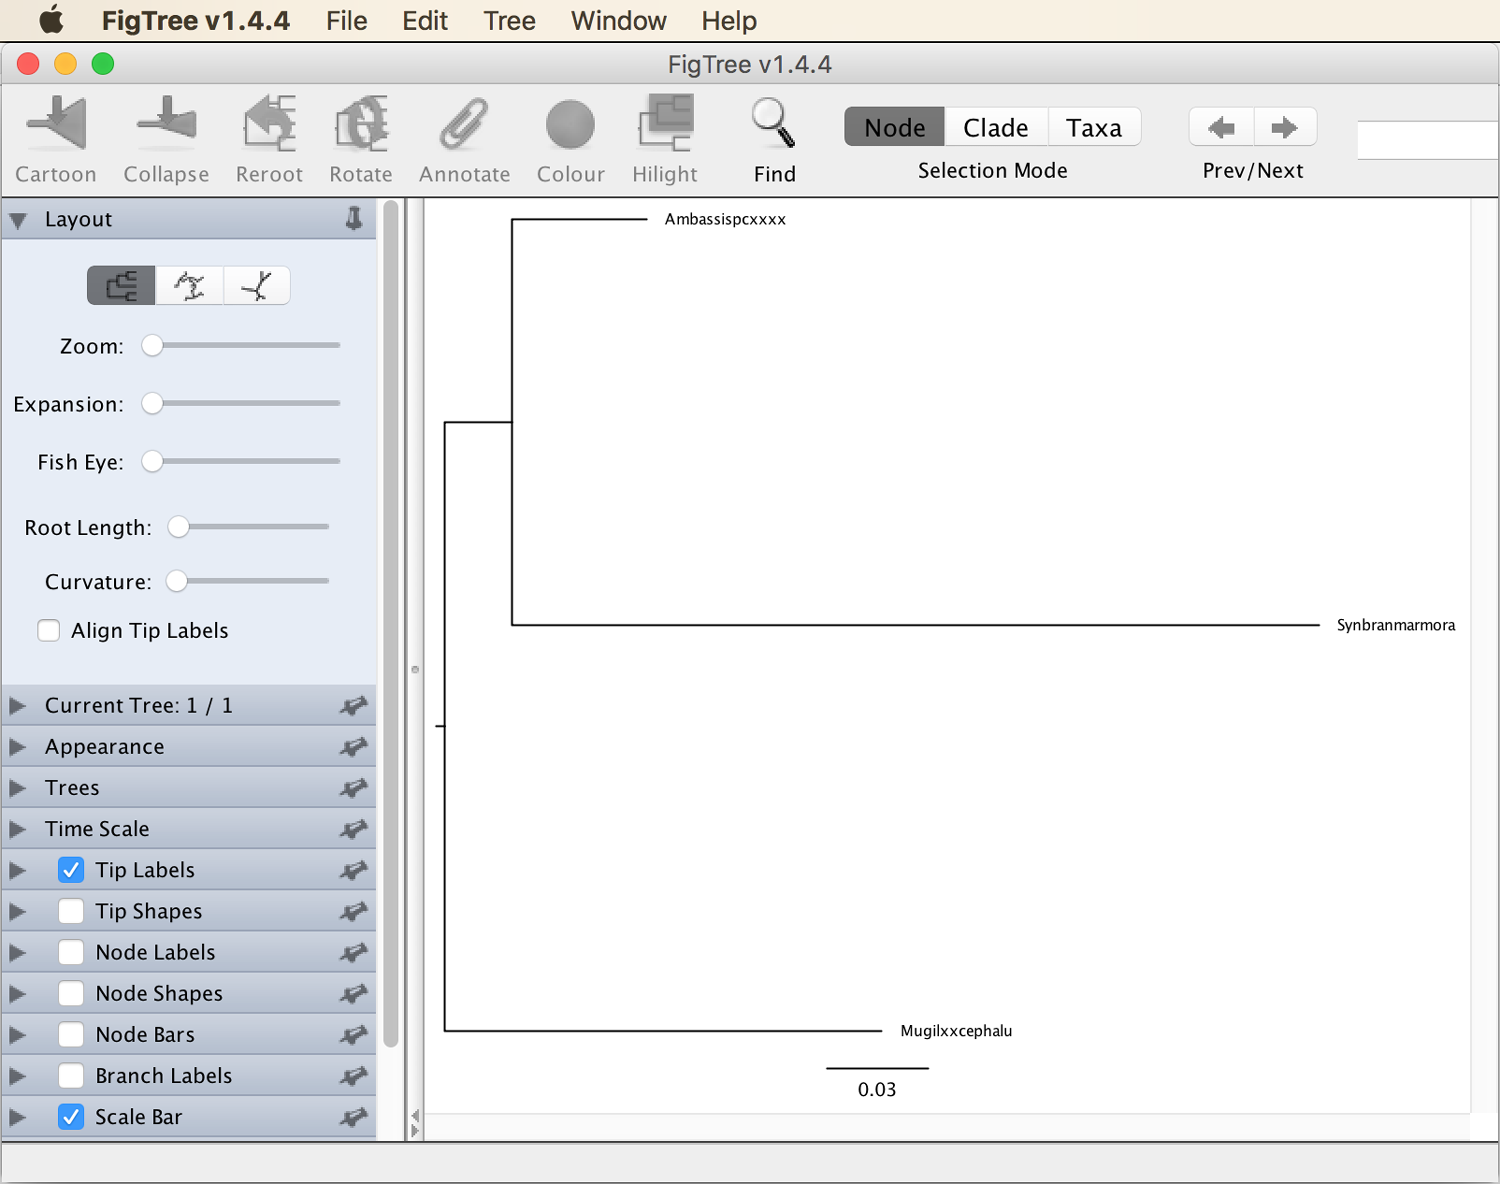 FigTree v1.4.4 File Edit Tree Window Help
FigTree v1.4.4
Cartoon Collapse Reroot Rotate Annotate Colour Hilight Find
Node Clade Taxa
Selection Mode
Prev/Next
Layout
Zoom:
Expansion:
Fish Eye:
Root Length:
Curvature:
Align Tip Labels
Current Tree: 1 / 1
Appearance
Trees
Time Scale
Tip Labels
Tip Shapes
Node Labels
Node Shapes
Node Bars
Branch Labels
Scale Bar
Ambassispcxxxx
Synbranmarmora
Mugilxxcephalu
0.03